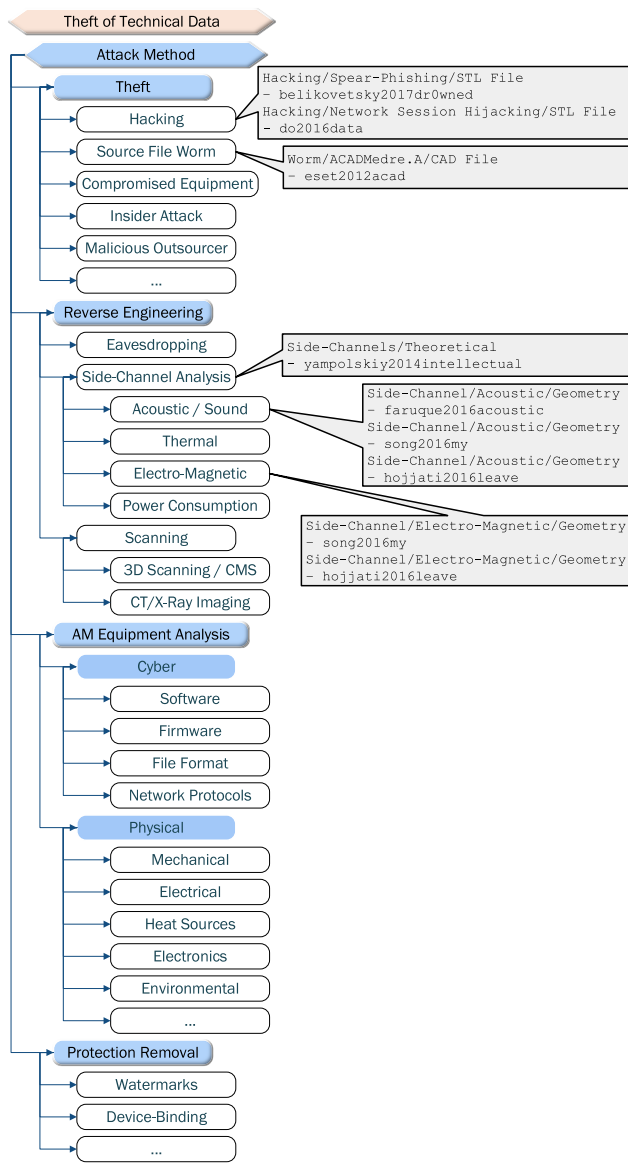 Theft of Technical Data
Attack Method
Theft
Hacking
Hacking/Spear-Phishing/STL File
– belikovetsky2017dr0wned
Hacking/Network Session Hijacking/STL File
– do2016data
Source File Worm
Worm/ACADMedre.A/CAD File
– eset2012acad
Compromised Equipment
Insider Attack
Malicious Outsourcer
...
Reverse Engineering
Eavesdropping
Side-Channel Analysis
Side-Channels/Theoretical
– yampolskiy2014intellectual
Acoustic / Sound
Side-Channel/Acoustic/Geometry
– faruque2016acoustic
Side-Channel/Acoustic/Geometry
– song2016my
Side-Channel/Acoustic/Geometry
– hojjati2016leave
Thermal
Electro-Magnetic
Side-Channel/Electro-Magnetic/Geometry
– song2016my
Side-Channel/Electro-Magnetic/Geometry
– hojjati2016leave
Power Consumption
Scanning
3D Scanning / CMS
CT/X-Ray Imaging
AM Equipment Analysis
Cyber
Software
Firmware
File Format
Network Protocols
Physical
Mechanical
Electrical
Heat Sources
Electronics
Environmental
...
Protection Removal
Watermarks
Device-Binding
...